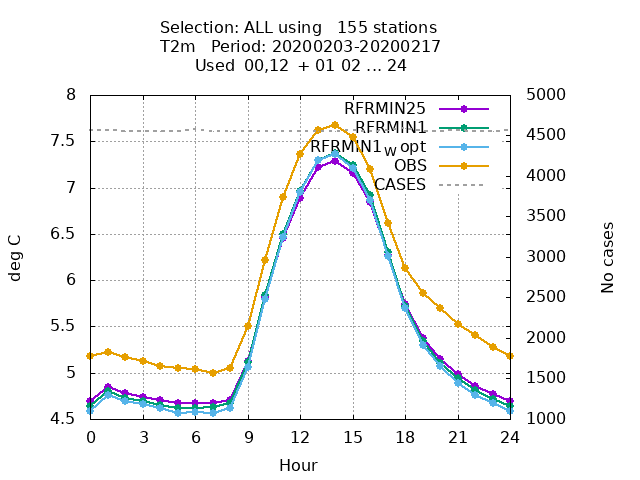 Selection: ALL using 155 stations
T2m Period: 20200203-20200217
Used 00,12 + 01 02 ... 24
8
7.5
7
6.5
6
5.5
5
4.5
deg C
5000
4500
4000
3500
3000
2500
2000
1500
1000
No cases
RFRMIN25
RFRMIN1
RFRMIN1wopt
OBS
CASES
0 3 6 9 12 15 18 21 24
Hour